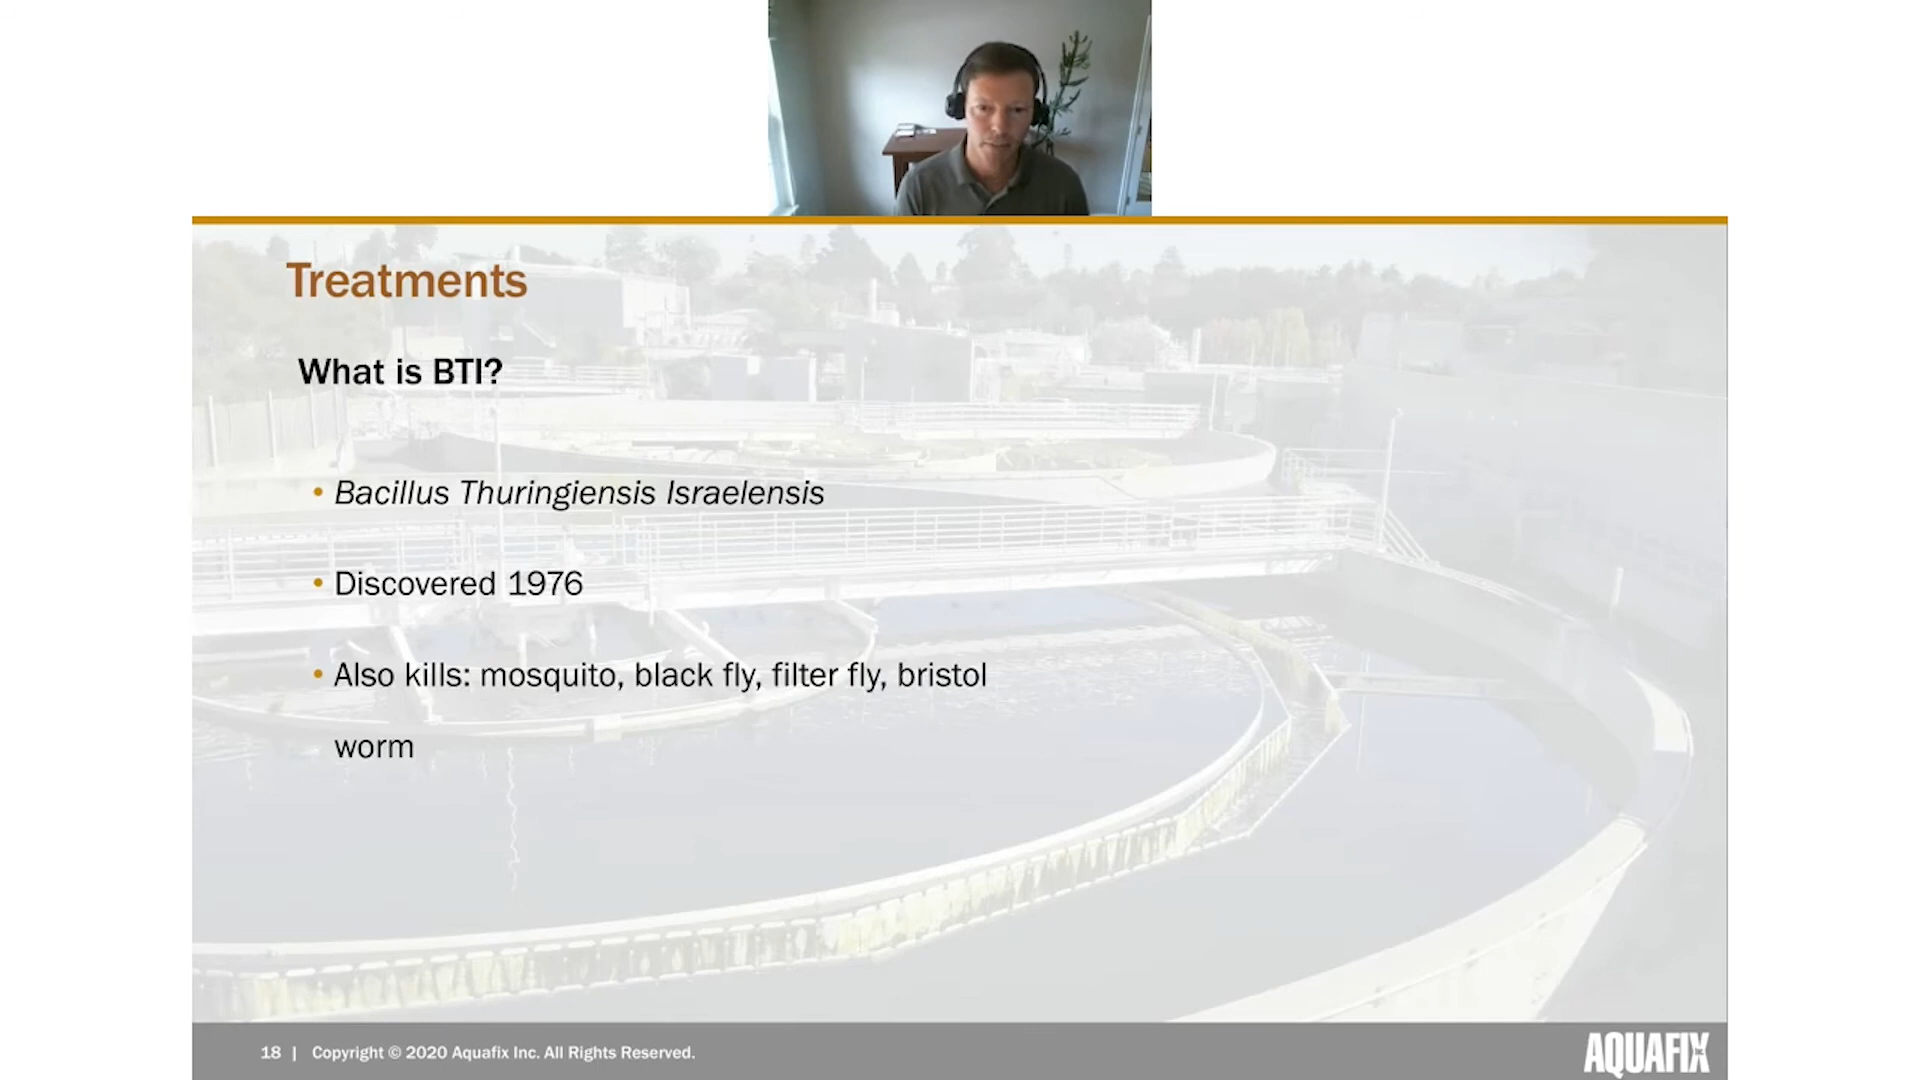 Treatments
What is BTI?
• Bacillus Thuringiensis Israelensis
• Discovered 1976
• Also kills: mosquito, black fly, filter fly, bristol
worm
18 | Copyright © 2020 Aquafix Inc. All Rights Reserved.
AQUAFIX